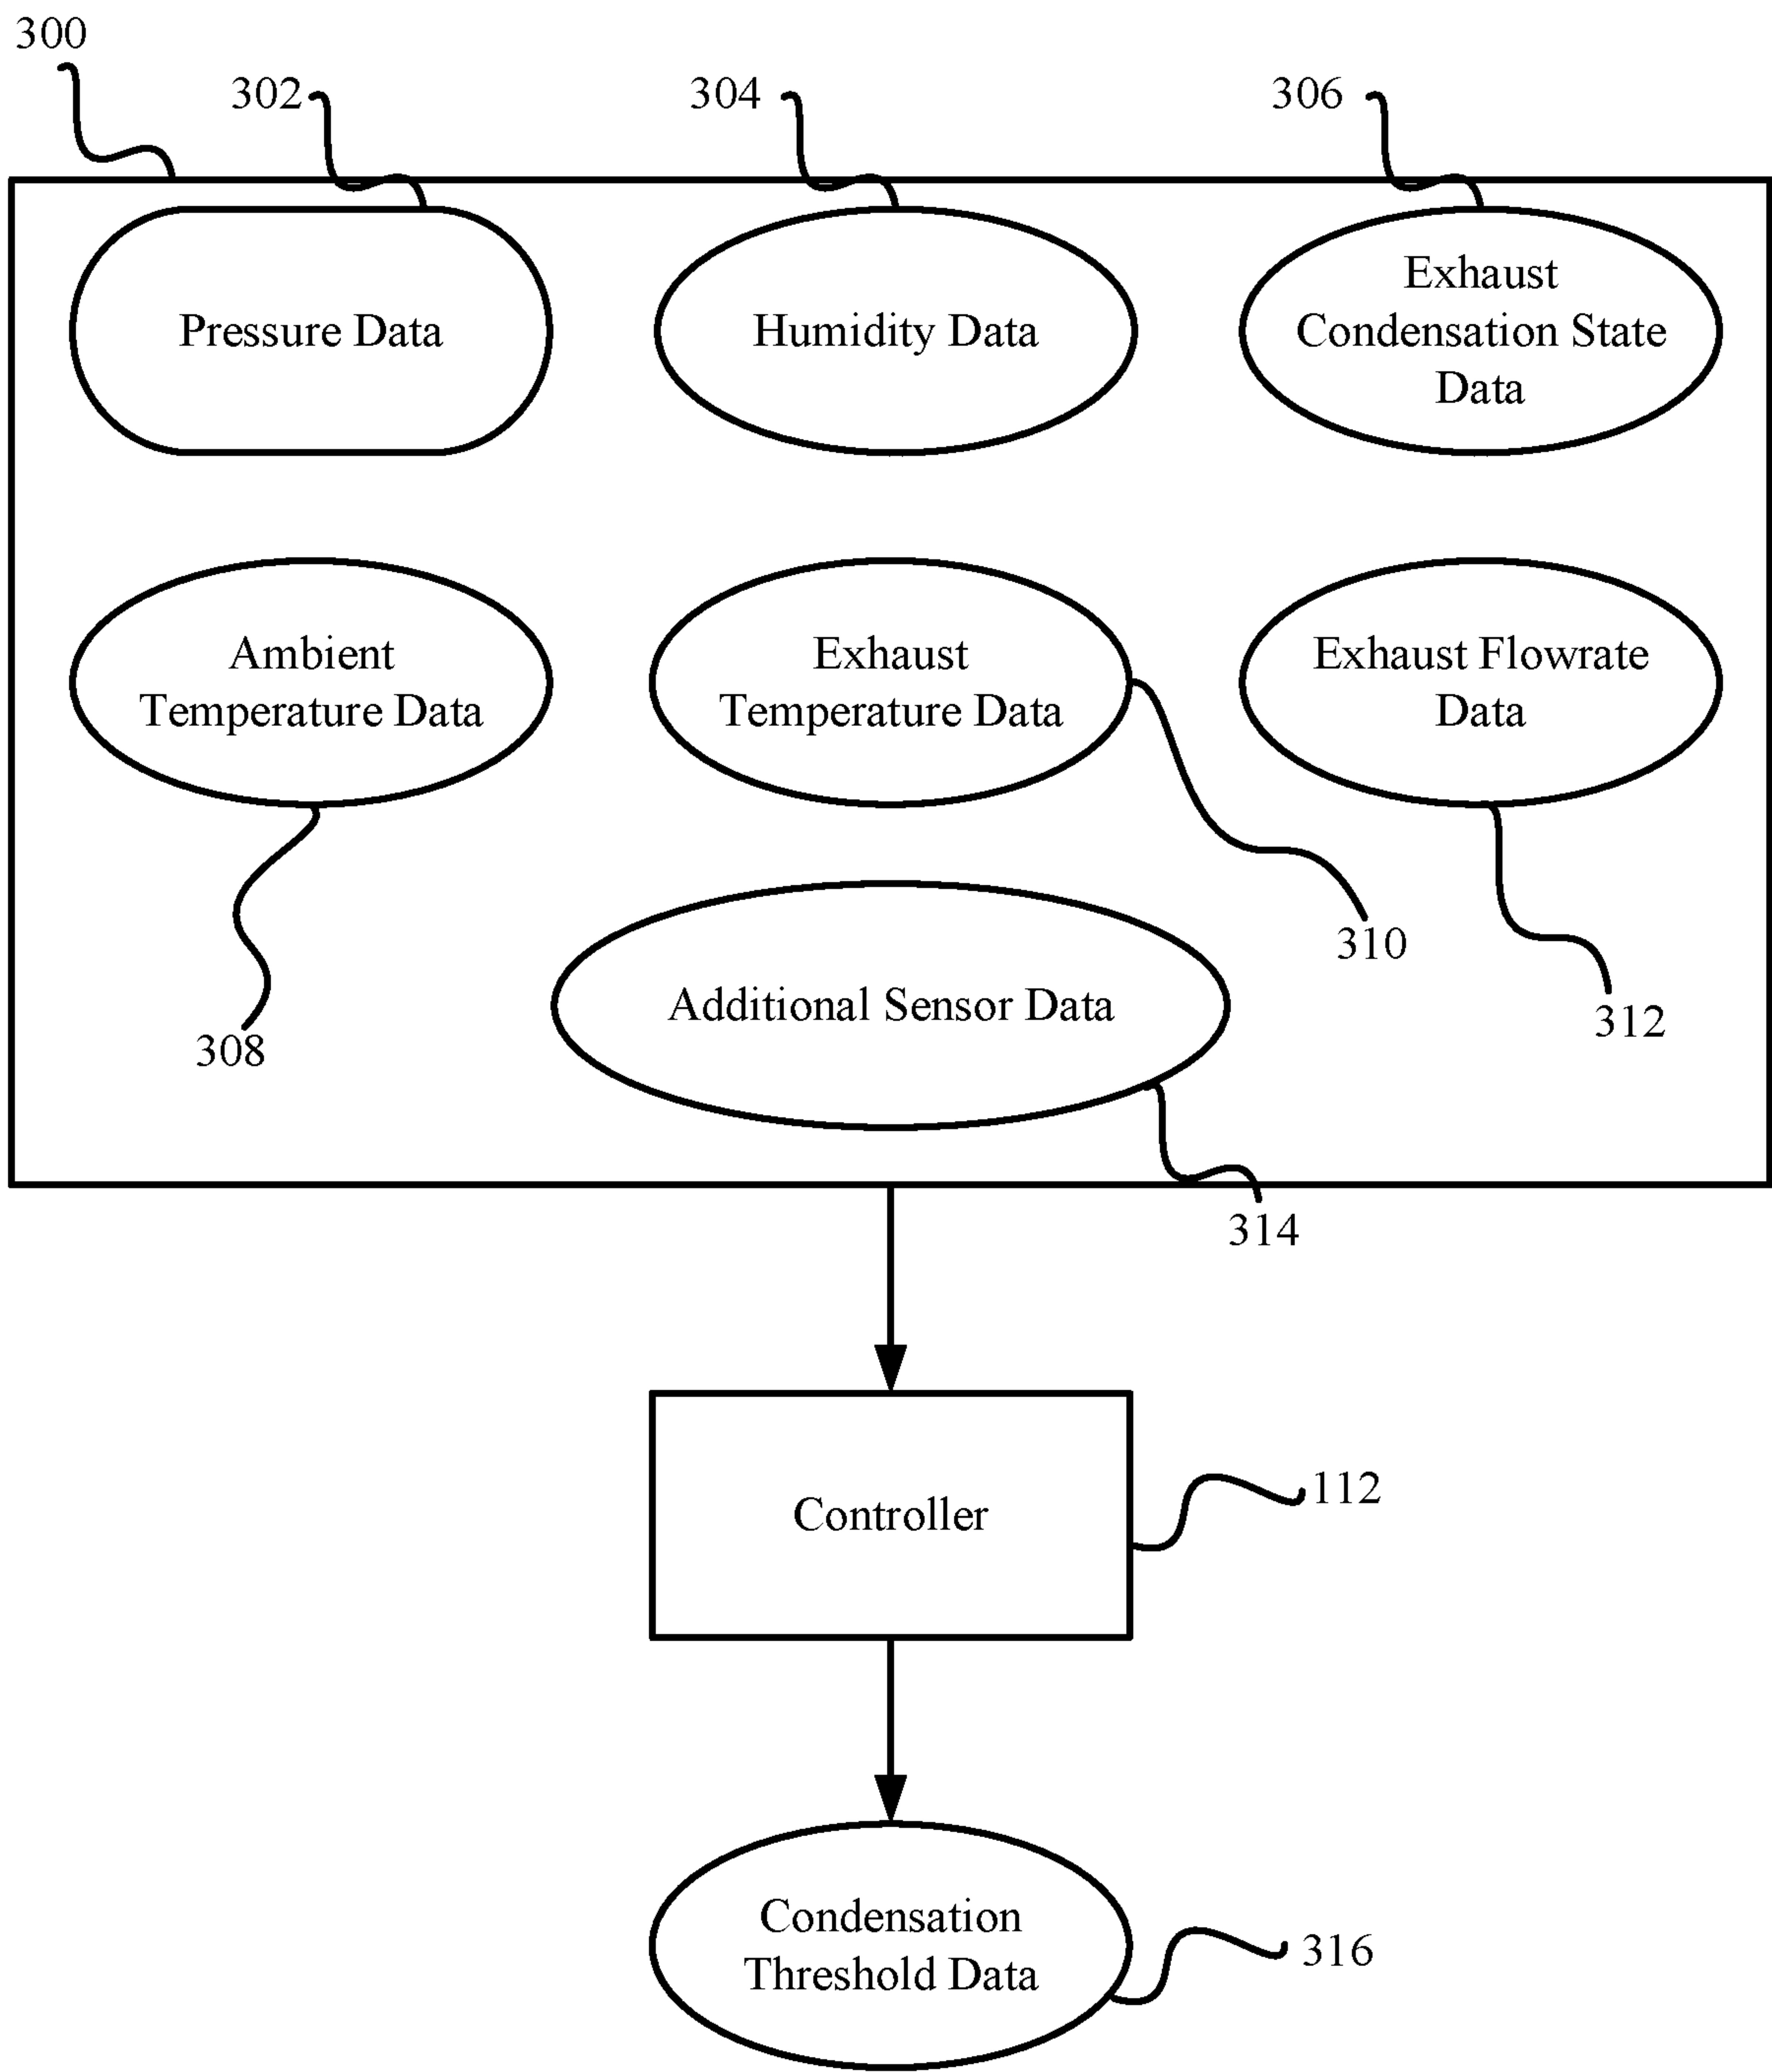 300
302
304
306
Pressure Data
Humidity Data
Exhaust
Condensation State
Data
Ambient
Temperature Data
Exhaust
Temperature Data
Exhaust Flowrate
Data
310
312
308
Additional Sensor Data
314
Controller
112
Condensation
Threshold Data
316